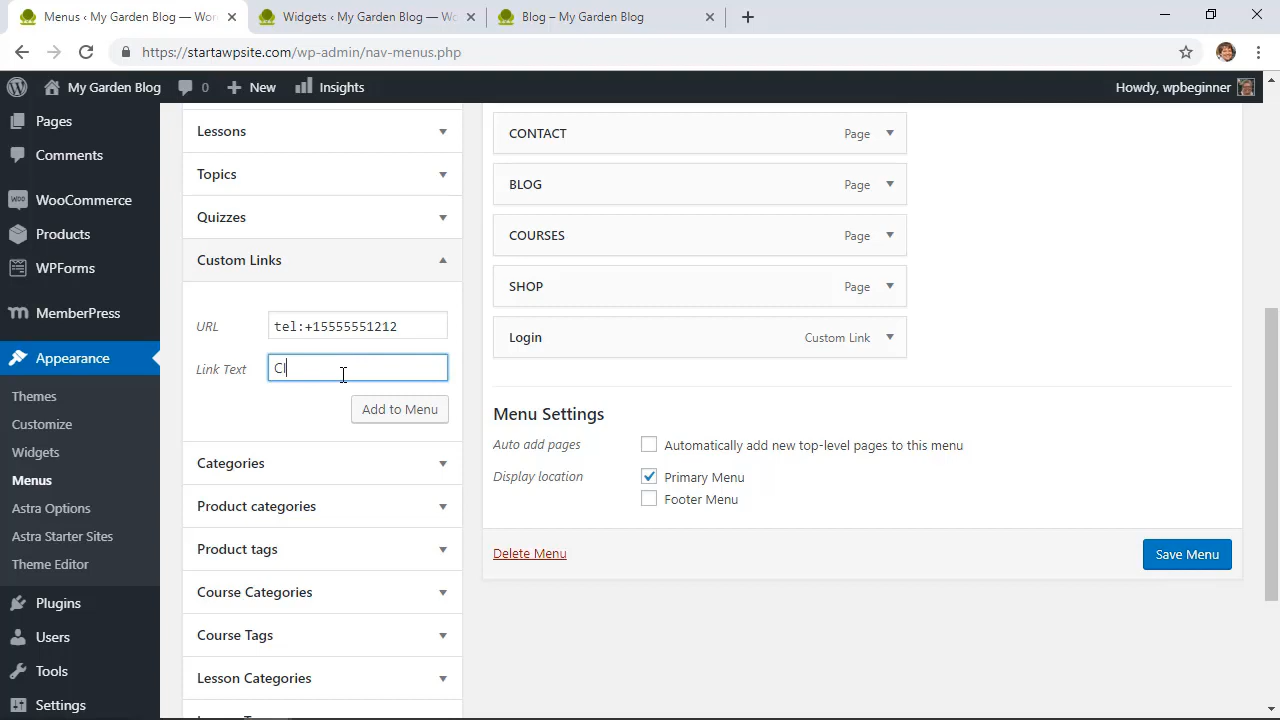 Menus ‹ My Garden Blog — Wor
Widgets ‹ My Garden Blog — Wo
Blog – My Garden Blog
https://startawpsite.com/wp-admin/nav-menus.php
My Garden Blog
0
New
Insights
Howdy, wpbeginner
Pages
Comments
WooCommerce
Products
WPForms
MemberPress
Appearance
Themes
Customize
Widgets
Menus
Astra Options
Astra Starter Sites
Theme Editor
Plugins
Users
Tools
Settings
Lessons
Topics
Quizzes
Custom Links
URL
tel:+15555551212
Link Text
Cl
Add to Menu
Categories
Product categories
Product tags
Course Categories
Course Tags
Lesson Categories
CONTACT Page
BLOG Page
COURSES Page
SHOP Page
Login Custom Link
Menu Settings
Auto add pages
Automatically add new top-level pages to this menu
Display location
Primary Menu
Footer Menu
Delete Menu
Save Menu